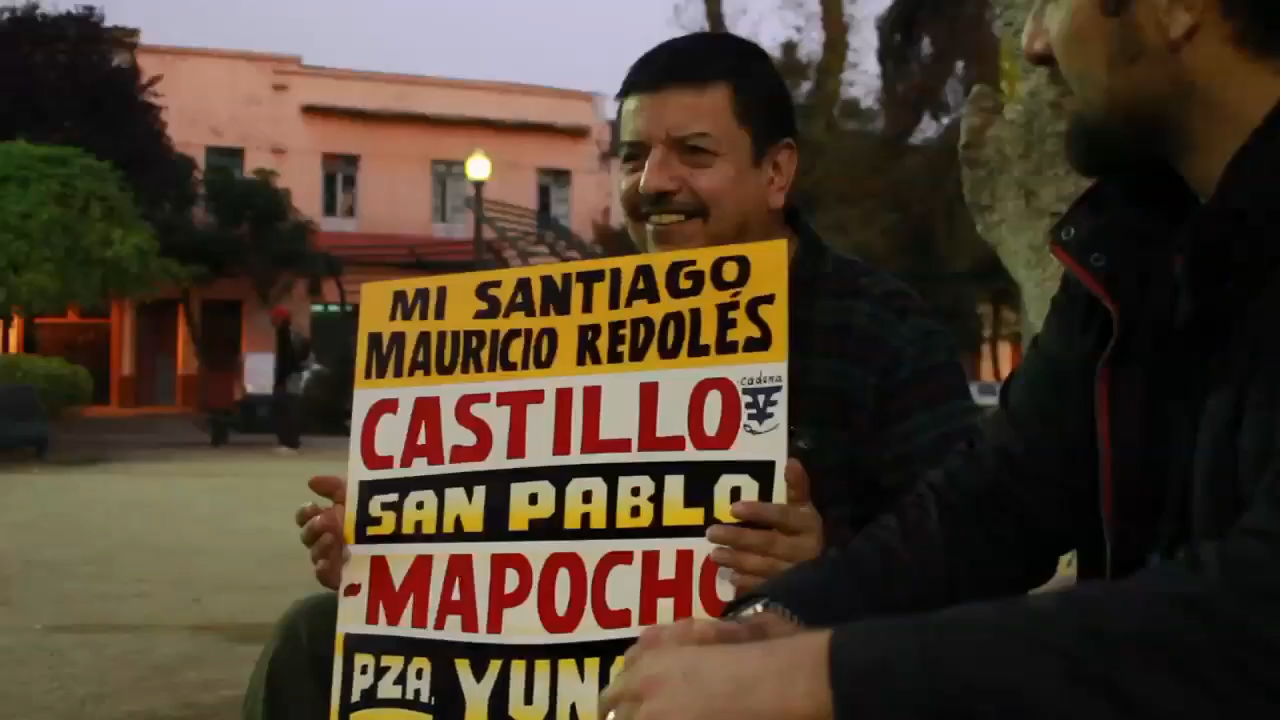 MI SANTIAGO
MAURICIO REDOLÉS
CASTILLO
cadena
SAN PABLO
-MAPOCHO
PZA.